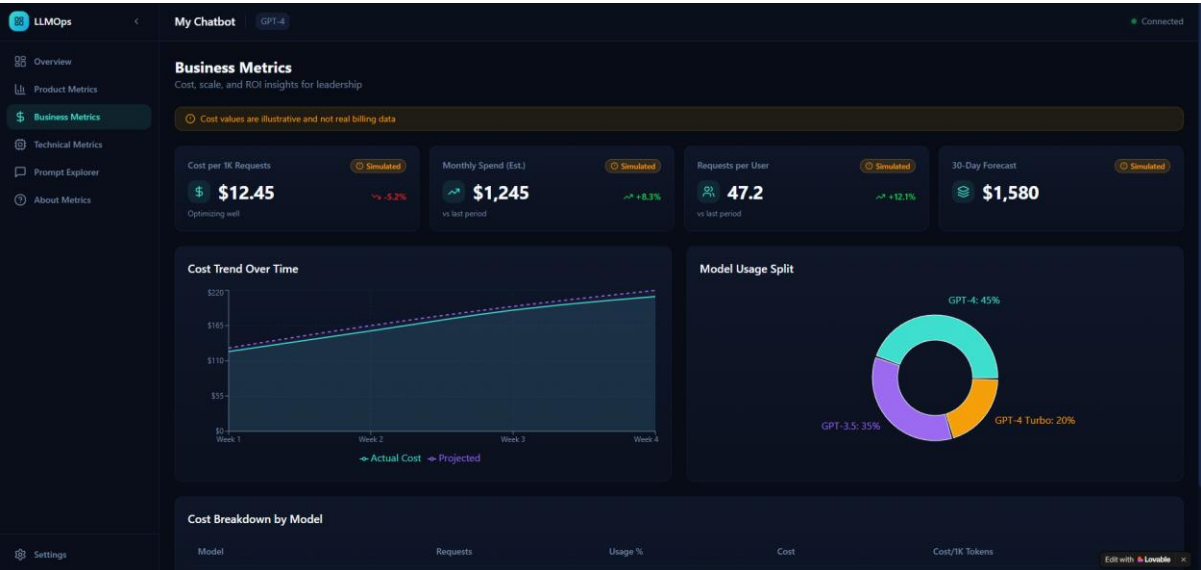 LLMOps
My Chatbot
GPT-4
Connected
Overview
Product Metrics
Business Metrics
Technical Metrics
Prompt Explorer
About Metrics
Settings
Business Metrics
Cost, scale, and ROI insights for leadership
Cost values are illustrative and not real billing data
Cost per 1K Requests
Simulated
$12.45
-5.2%
Optimizing well
Monthly Spend (Est.)
Simulated
$1,245
+8.3%
vs last period
Requests per User
Simulated
47.2
+12.1%
vs last period
30-Day Forecast
Simulated
$1,580
Cost Trend Over Time
$220
$165
$110
$55
$0
Week 1
Week 2
Week 3
Week 4
Actual Cost
Projected
Model Usage Split
GPT-4: 45%
GPT-3.5: 35%
GPT-4 Turbo: 20%
Cost Breakdown by Model
Model
Requests
Usage %
Cost
Cost/1K Tokens
Edit with Lovable